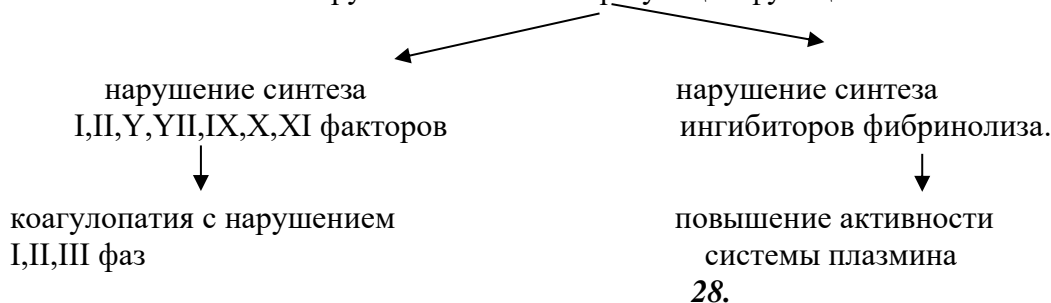 нарушение синтеза
I,II,Y,YII,IX,X,XI факторов
коагулопатия с нарушением
I,II,III фаз
нарушение синтеза
ингибиторов фибринолиза.
повышение активности
системы плазмина
28.